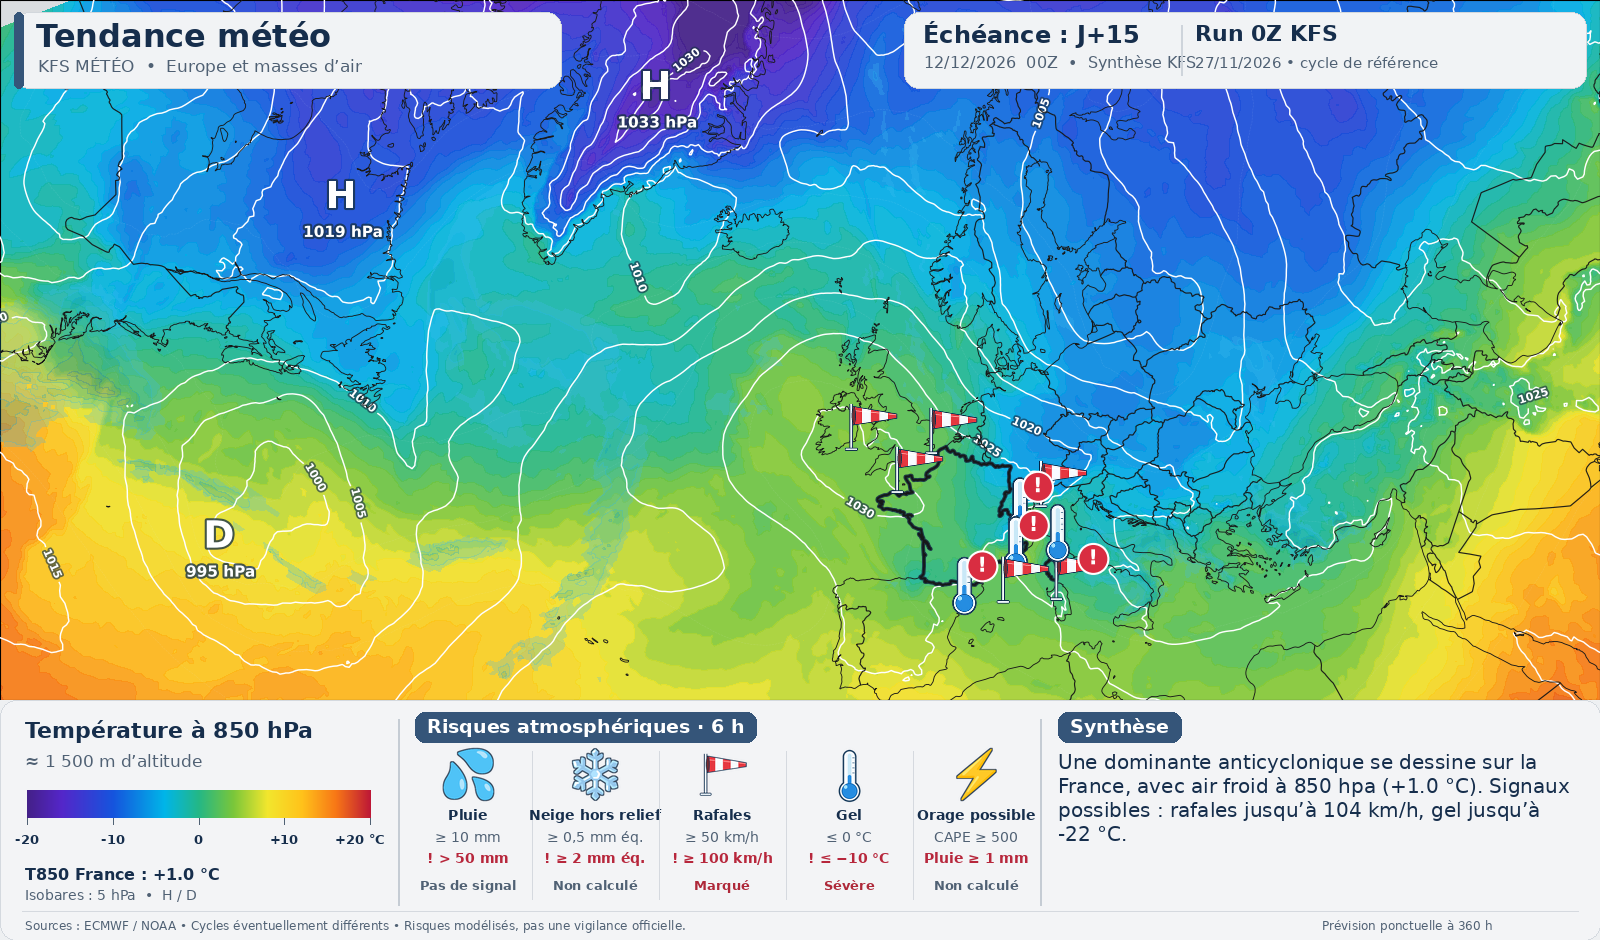 Tendance météo
KFS MÉTÉO • Europe et masses d’air
Échéance : J+15
12/12/2026 00Z • Synthèse KFS
Run 0Z KFS
27/11/2026 • cycle de référence
1030
H
1033 hPa
1005
H
1019 hPa
1010
1010
1025
1020
1025
1000
1005
1030
D
995 hPa
1015
Température à 850 hPa
≈ 1 500 m d’altitude
-20 -10 0 +10 +20 °C
T850 France : +1.0 °C
Isobares : 5 hPa • H / D
Risques atmosphériques · 6 h
Pluie
≥ 10 mm
! > 50 mm
Pas de signal
Neige hors relief
≥ 0,5 mm éq.
! ≥ 2 mm éq.
Non calculé
Rafales
≥ 50 km/h
! ≥ 100 km/h
Marqué
Gel
≤ 0 °C
! ≤ −10 °C
Sévère
Orage possible
CAPE ≥ 500
Pluie ≥ 1 mm
Non calculé
Synthèse
Une dominante anticyclonique se dessine sur la
France, avec air froid à 850 hpa (+1.0 °C). Signaux
possibles : rafales jusqu’à 104 km/h, gel jusqu’à
-22 °C.
Sources : ECMWF / NOAA • Cycles éventuellement différents • Risques modélisés, pas une vigilance officielle.
Prévision ponctuelle à 360 h